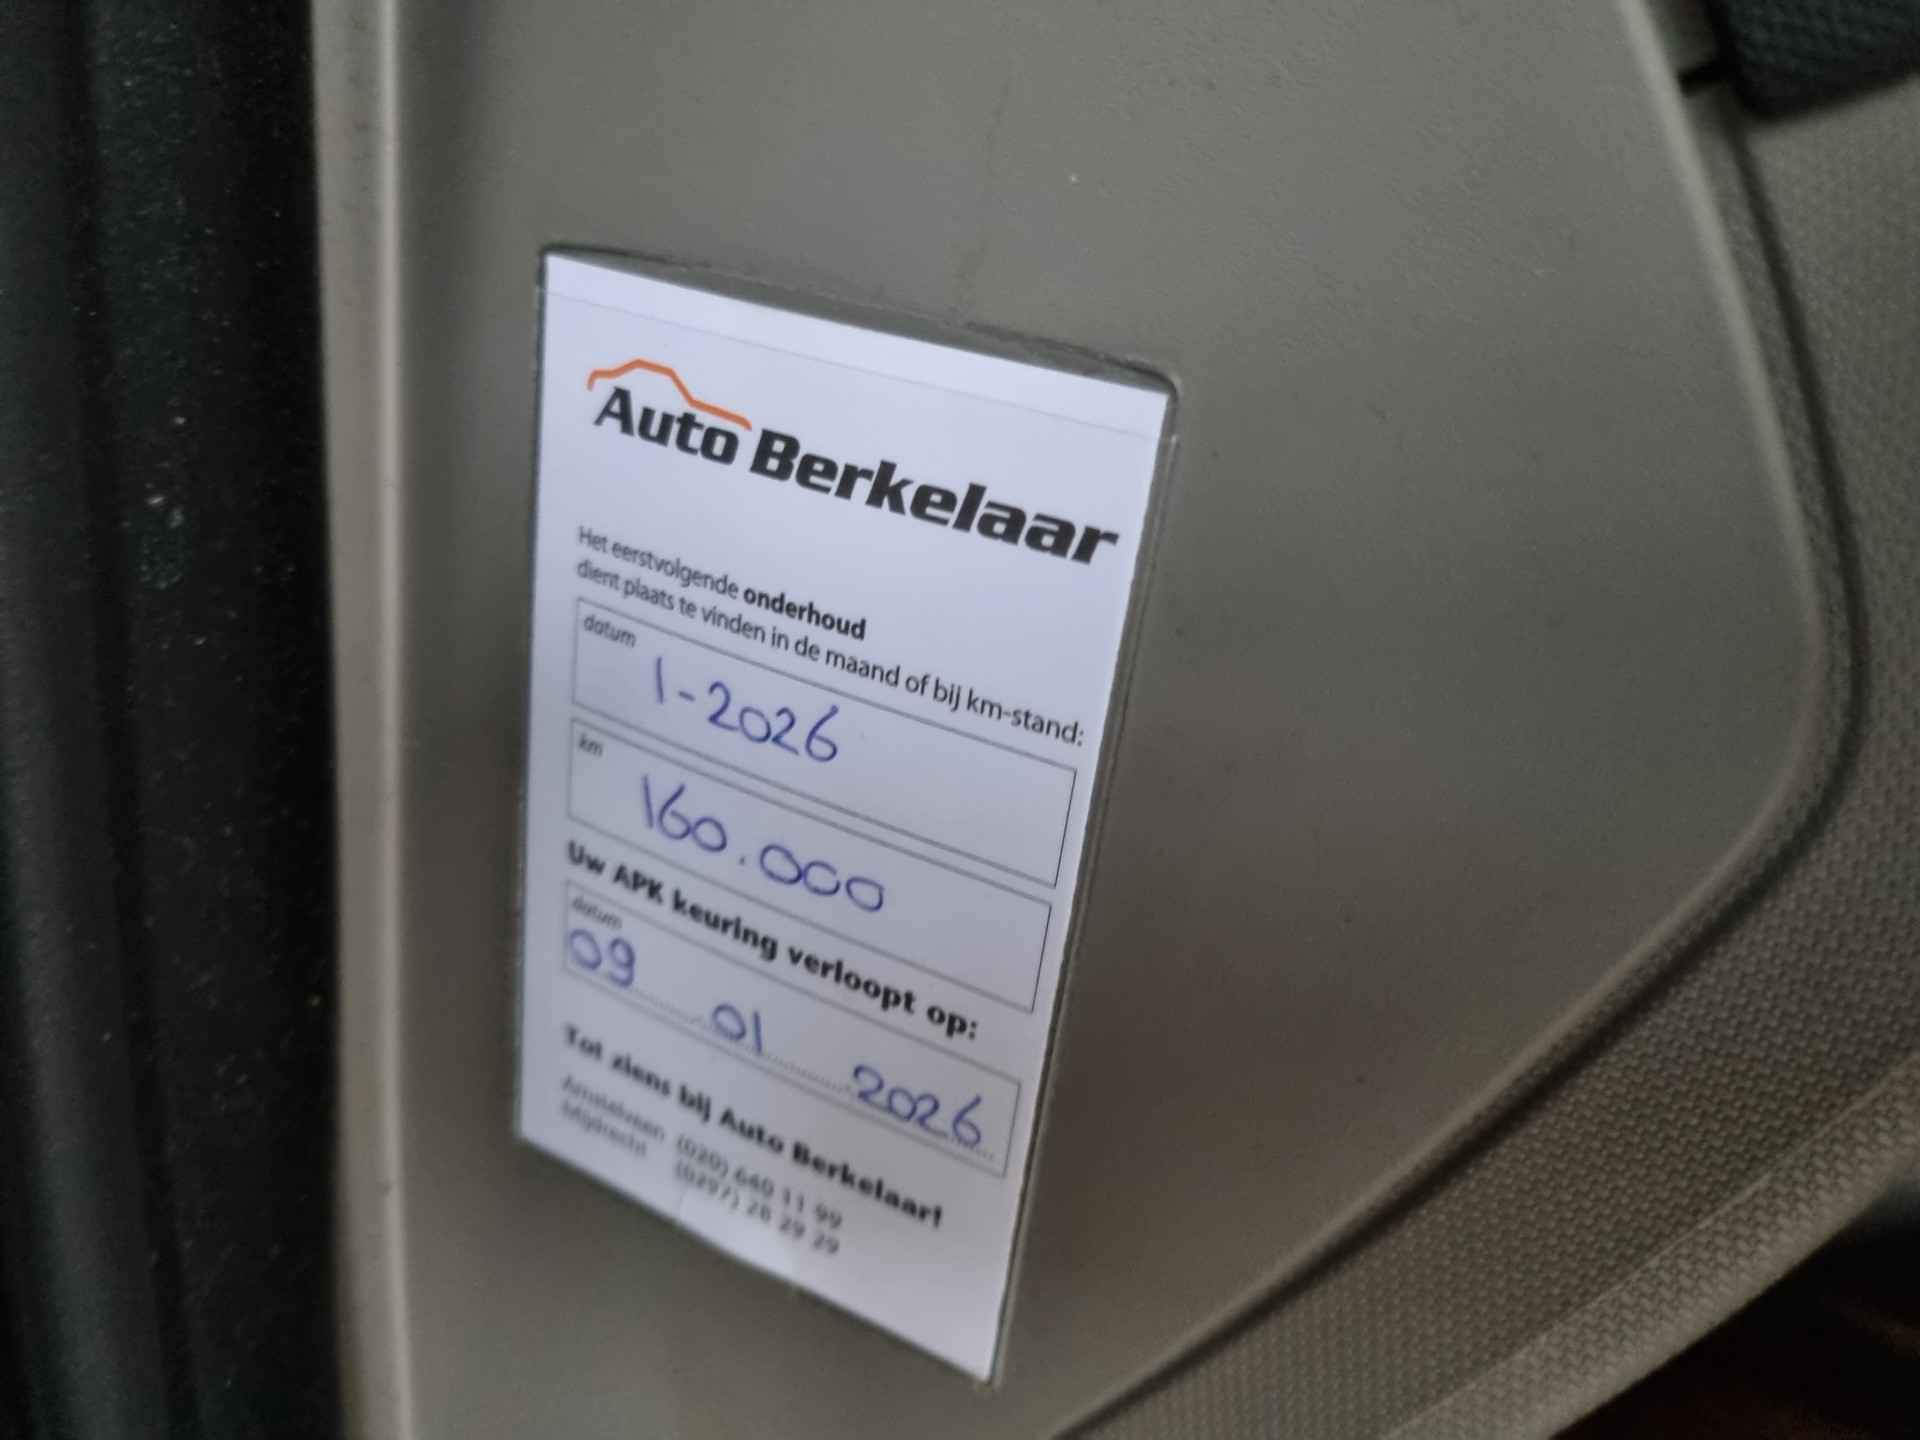 Auto Berkelaar
Het eerstvolgende onderhoud
dient plaats te vinden in de maand of bij km-stand:
datum
1-2026
km
160.000
Uw APK keuring verloopt op:
datum
09 01 2026
Tot ziens bij Auto Berkelaar!
Amstelveen (020) 640 11 99
Mijdrecht (0297) 28 29 29